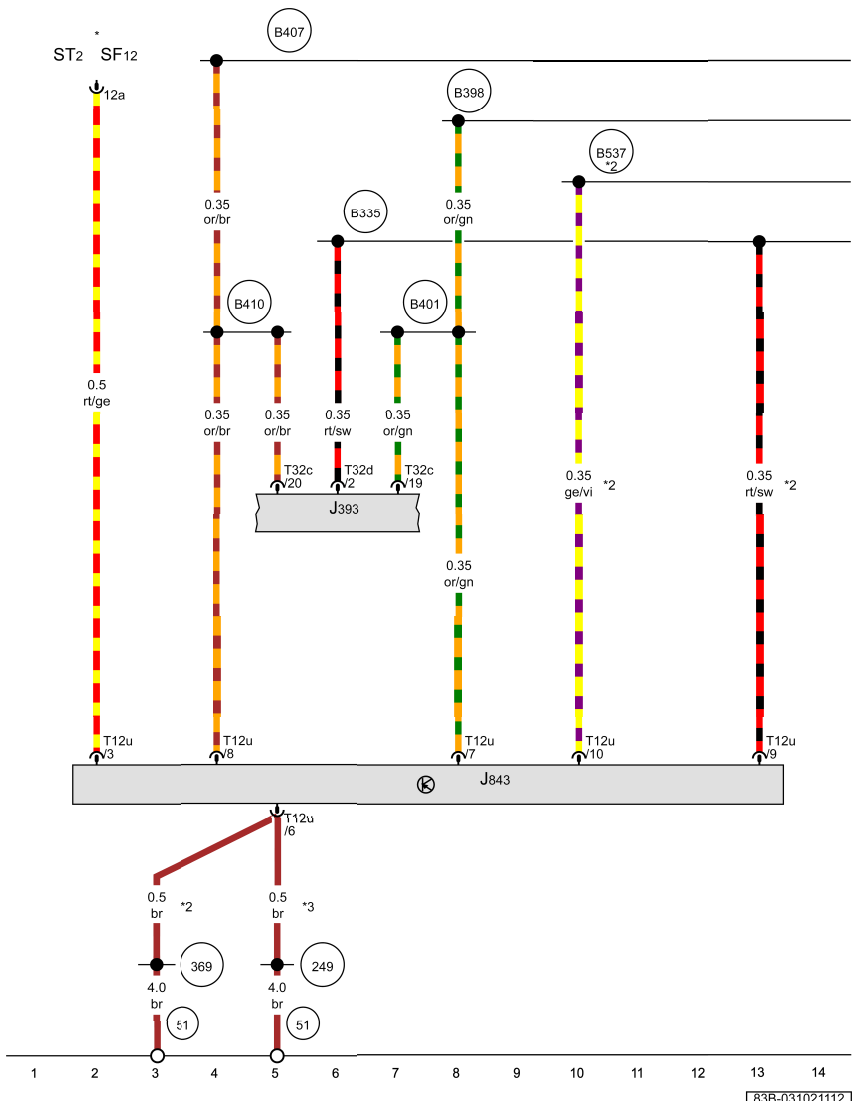 B407
*
ST2 SF12
12a
B398
B537
*2
0.35
or/br
B335
0.35
or/gn
B410
B401
0.5
rt/ge
0.35
or/br
0.35
or/br
0.35
rt/sw
0.35
or/gn
T32c
/20
T32d
/2
T32c
/19
0.35
ge/vi *2
0.35
rt/sw *2
J393
0.35
or/gn
T12u
/3
T12u
/8
T12u
/7
T12u
/10
T12u
/9
J843
T12u
/6
0.5
br *2
0.5
br *3
369
249
4.0
br
4.0
br
51
51
1 2 3 4 5 6 7 8 9 10 11 12 13 14
83B-031021112